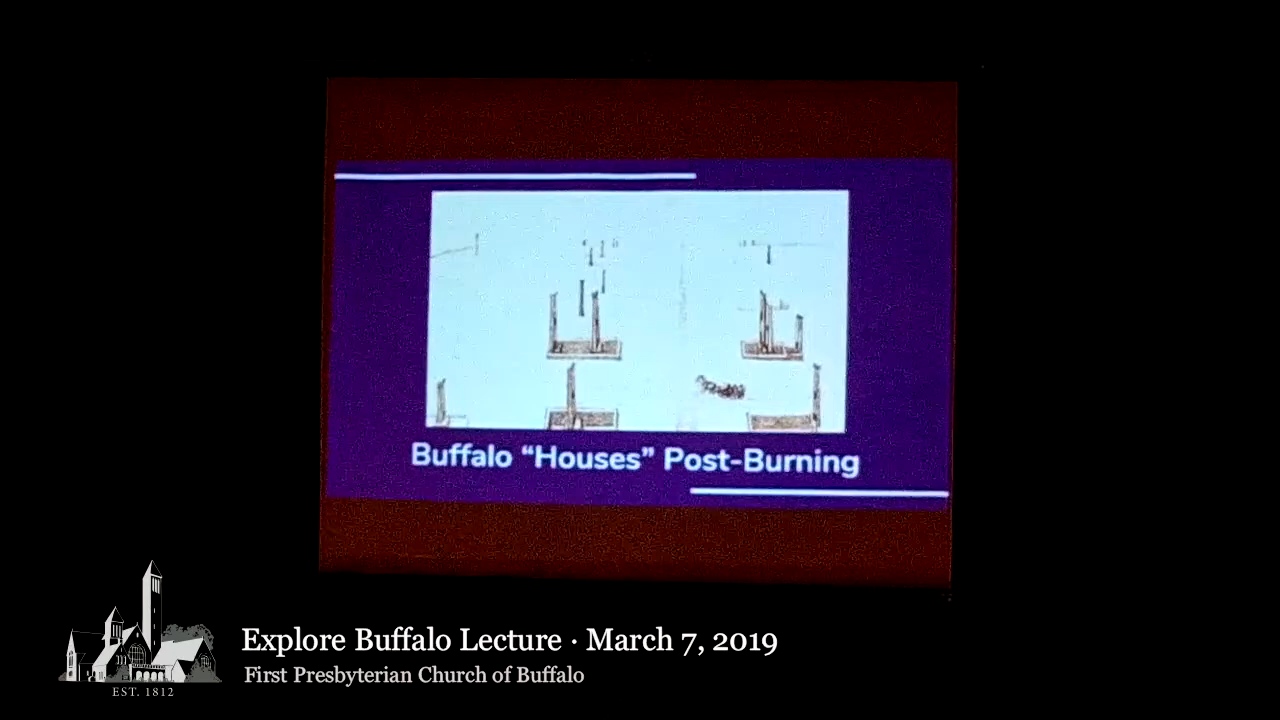 Buffalo “Houses” Post-Burning
Explore Buffalo Lecture · March 7, 2019
First Presbyterian Church of Buffalo
EST. 1812